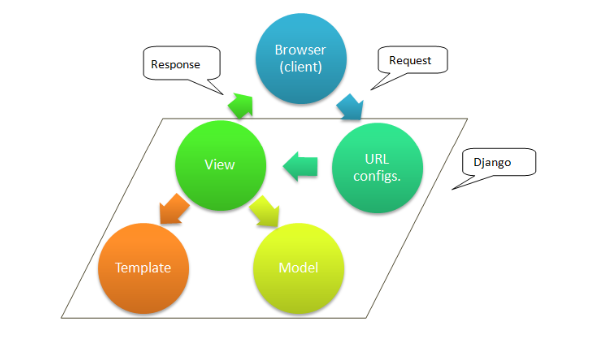 Browser
(client)
Response
Request
View
URL
configs.
Django
Template
Model